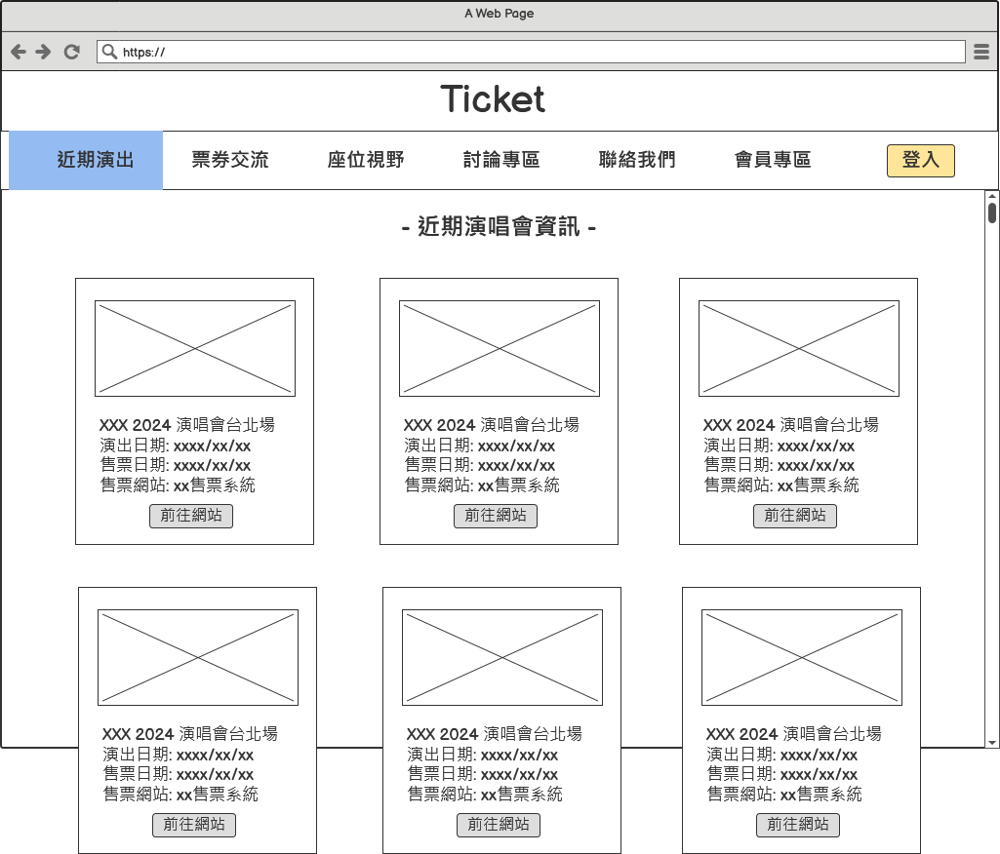 A Web Page
https://
Ticket
近期演出 票券交流 座位視野 討論專區 聯絡我們 會員專區 登入
- 近期演唱會資訊 -
XXX 2024 演唱會台北場
演出日期: xxxx/xx/xx
售票日期: xxxx/xx/xx
售票網站: xx售票系統
前往網站
XXX 2024 演唱會台北場
演出日期: xxxx/xx/xx
售票日期: xxxx/xx/xx
售票網站: xx售票系統
前往網站
XXX 2024 演唱會台北場
演出日期: xxxx/xx/xx
售票日期: xxxx/xx/xx
售票網站: xx售票系統
前往網站
XXX 2024 演唱會台北場
演出日期: xxxx/xx/xx
售票日期: xxxx/xx/xx
售票網站: xx售票系統
前往網站
XXX 2024 演唱會台北場
演出日期: xxxx/xx/xx
售票日期: xxxx/xx/xx
售票網站: xx售票系統
前往網站
XXX 2024 演唱會台北場
演出日期: xxxx/xx/xx
售票日期: xxxx/xx/xx
售票網站: xx售票系統
前往網站